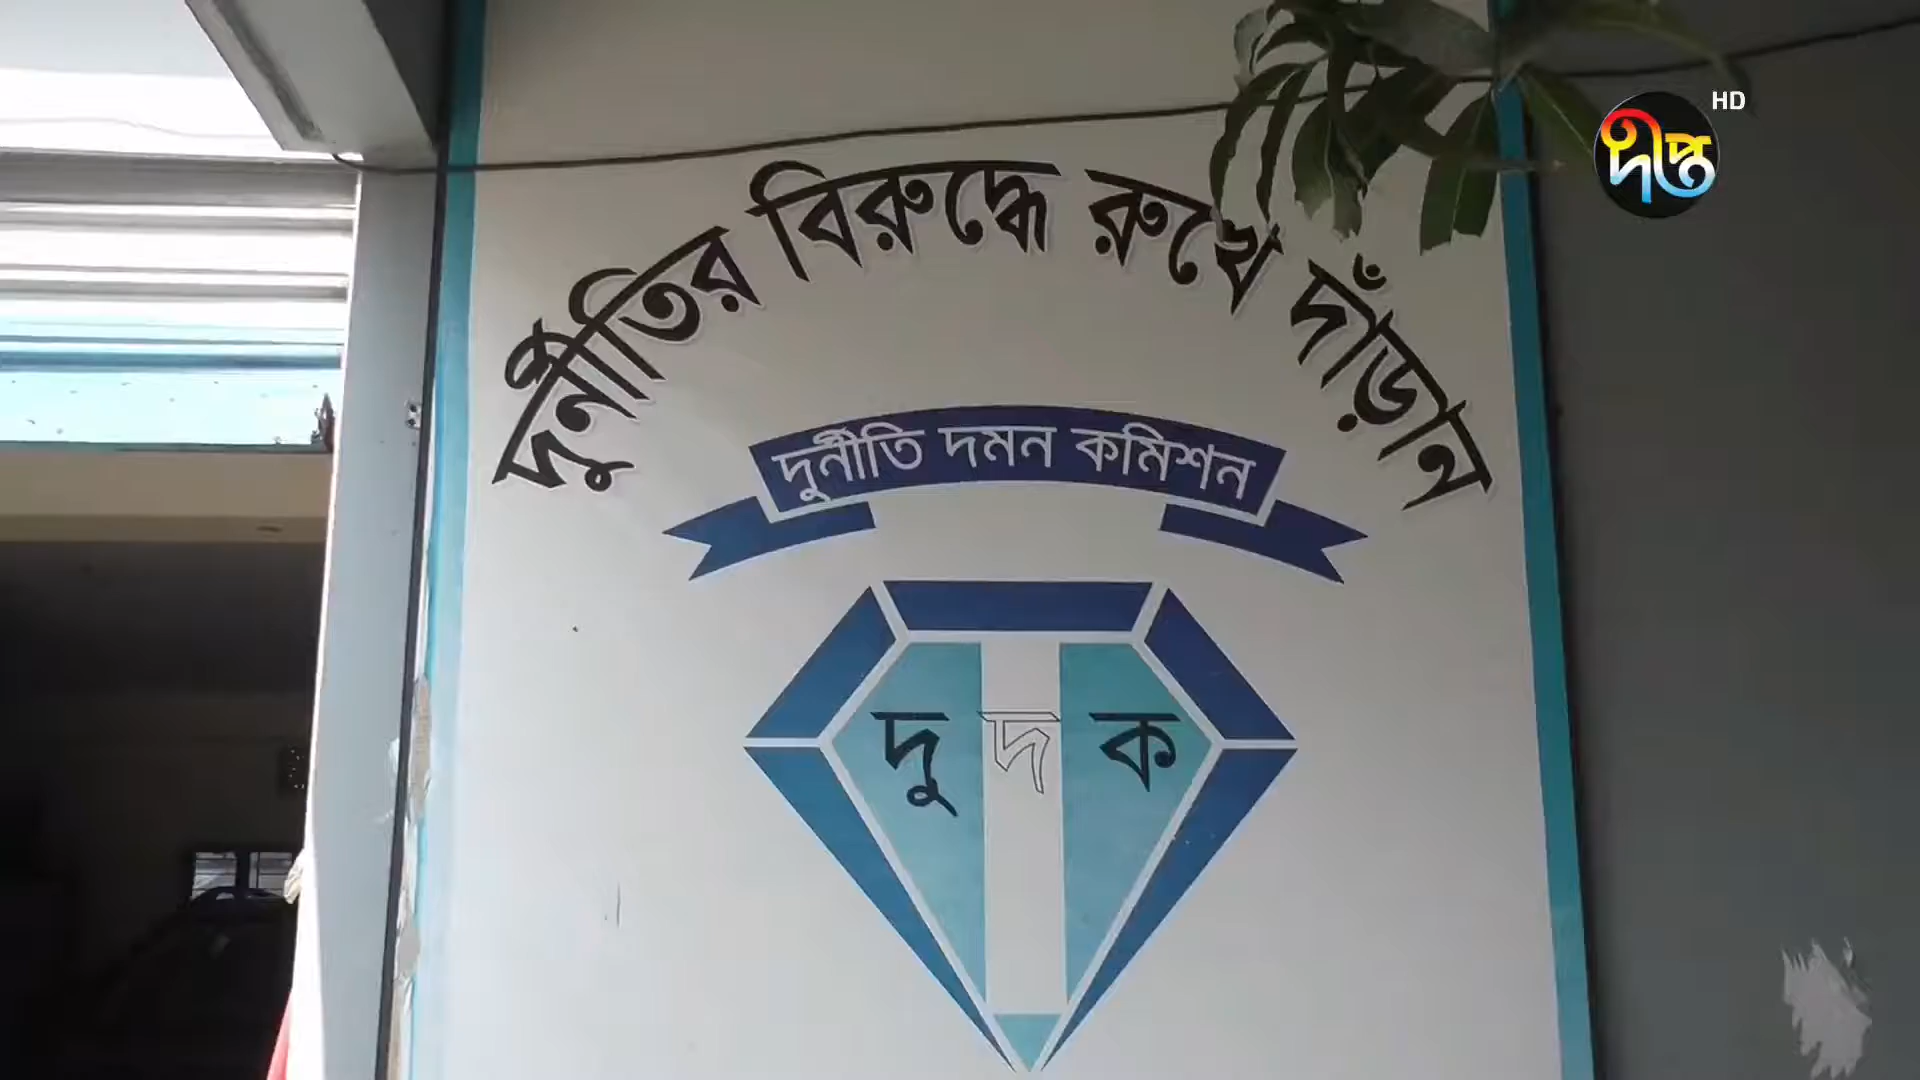 দুর্নীতির বিরুদ্ধে রুখে দাঁড়ান
দুর্নীতি দমন কমিশন
দুদক
দীপ্ত
HD